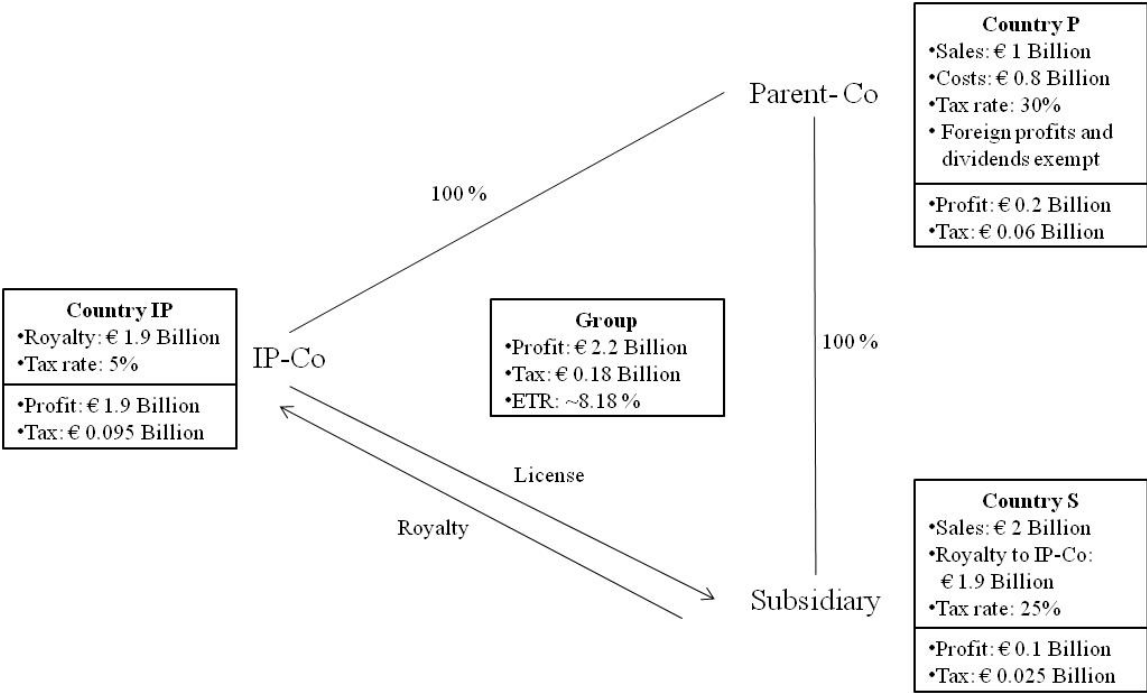 Country P
•Sales: € 1 Billion
•Costs: € 0.8 Billion
•Tax rate: 30%
• Foreign profits and
dividends exempt
•Profit: € 0.2 Billion
•Tax: € 0.06 Billion
Parent-Co
100 %
Country IP
•Royalty: € 1.9 Billion
•Tax rate: 5%
•Profit: € 1.9 Billion
•Tax: € 0.095 Billion
IP-Co
Group
•Profit: € 2.2 Billion
•Tax: € 0.18 Billion
•ETR: ~8.18 %
100 %
License
Royalty
Subsidiary
Country S
•Sales: € 2 Billion
•Royalty to IP-Co:
€ 1.9 Billion
•Tax rate: 25%
•Profit: € 0.1 Billion
•Tax: € 0.025 Billion